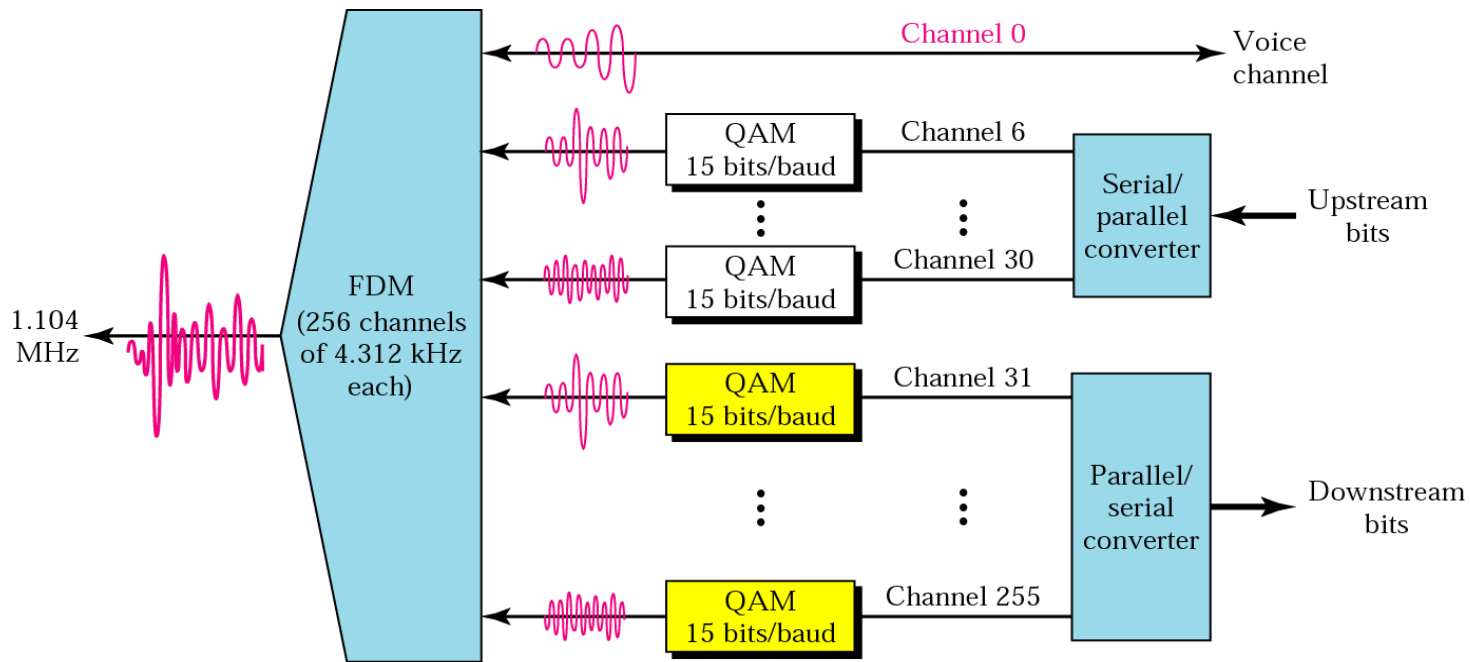 Channel 0
Voice
channel
QAM
15 bits/baud
Channel 6
Serial/
parallel
converter
Upstream
bits
QAM
15 bits/baud
Channel 30
1.104
MHz
FDM
(256 channels
of 4.312 kHz
each)
QAM
15 bits/baud
Channel 31
Parallel/
serial
converter
Downstream
bits
QAM
15 bits/baud
Channel 255